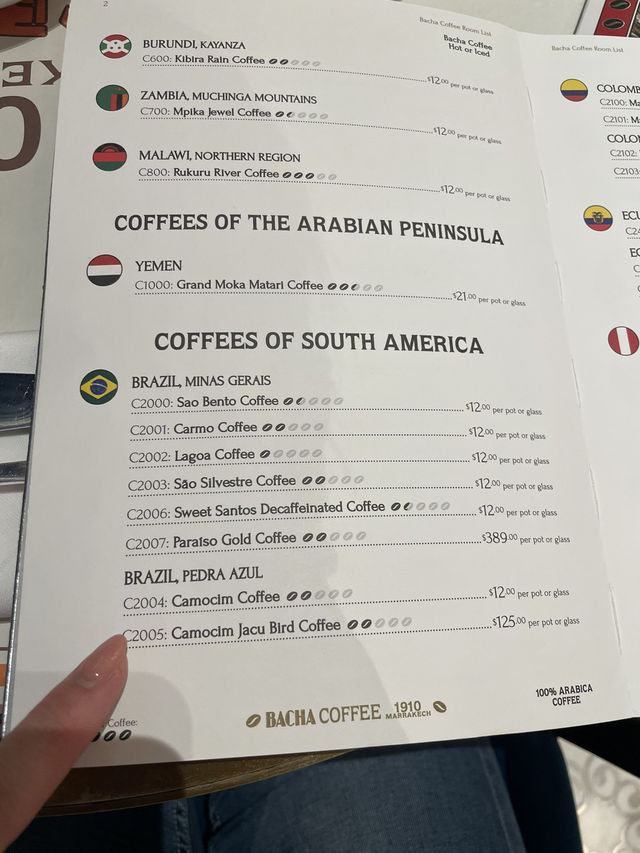 2
Bacha Coffee Room List
Bacha Coffee
Hot or Iced
BURUNDI, KAYANZA
C600: Kibira Rain Coffee
$12.00 per pot or glass
ZAMBIA, MUCHINGA MOUNTAINS
C700: Mpika Jewel Coffee
$12.00 per pot or glass
MALAWI, NORTHERN REGION
C800: Rukuru River Coffee
$12.00 per pot or glass
COFFEES OF THE ARABIAN PENINSULA
YEMEN
C1000: Grand Moka Matari Coffee
$21.00 per pot or glass
COFFEES OF SOUTH AMERICA
BRAZIL, MINAS GERAIS
C2000: Sao Bento Coffee $12.00 per pot or glass
C2001: Carmo Coffee $12.00 per pot or glass
C2002: Lagoa Coffee $12.00 per pot or glass
C2003: São Silvestre Coffee $12.00 per pot or glass
C2006: Sweet Santos Decaffeinated Coffee $12.00 per pot or glass
C2007: Paraíso Gold Coffee $389.00 per pot or glass
BRAZIL, PEDRA AZUL
C2004: Camocim Coffee $12.00 per pot or glass
C2005: Camocim Jacu Bird Coffee $125.00 per pot or glass
Coffee:
BACHA COFFEE 1910 MARRAKECH
100% ARABICA
COFFEE
Bacha Coffee Room List
COLOMB
C2100: M
C2101: M
COLO
C2102:
C2103:
ECU
C24
EC
C
C